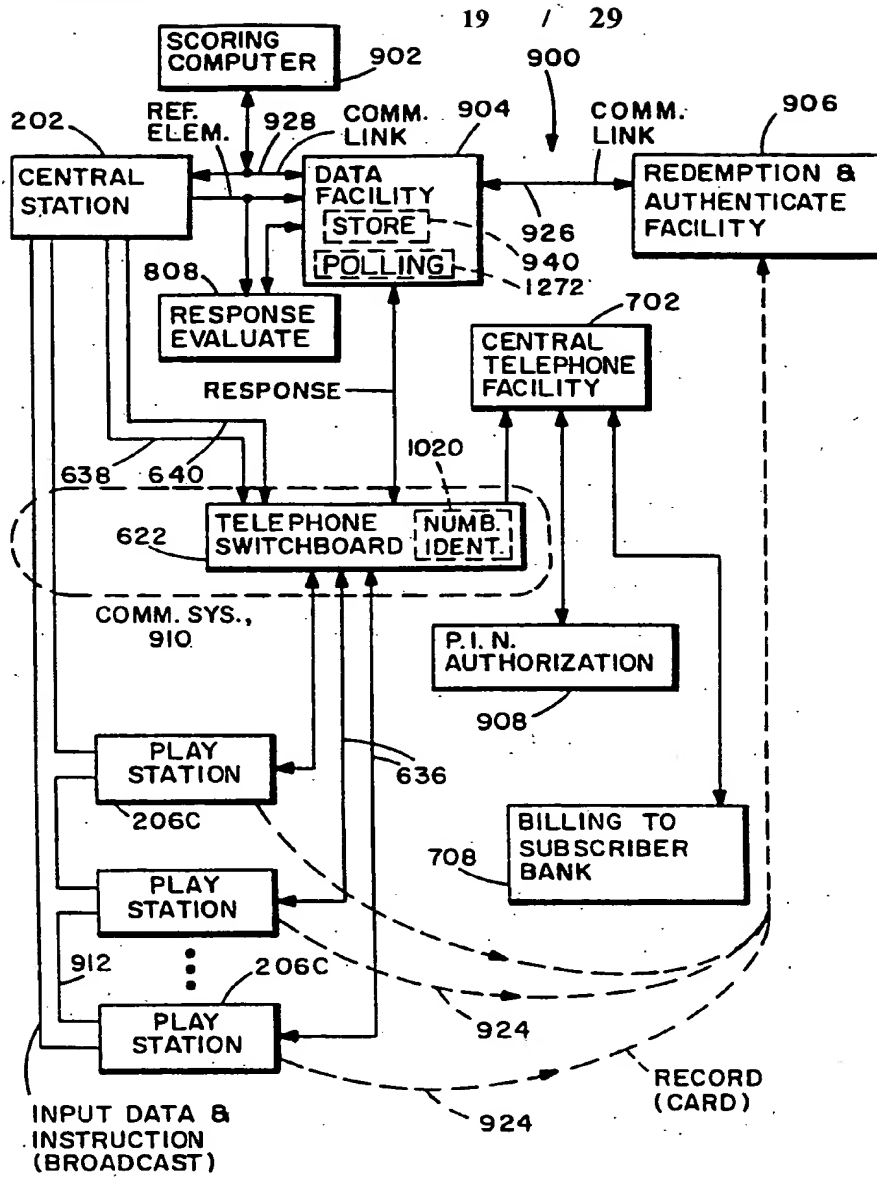 19 / 29
SCORING
COMPUTER
902
900
202
REF.
ELEM.
928
COMM.
LINK
904
COMM.
LINK
906
CENTRAL
STATION
DATA
FACILITY
STORE
POLLING
926
940
1272
REDEMPTION &
AUTHENTICATE
FACILITY
808
RESPONSE
EVALUATE
702
CENTRAL
TELEPHONE
FACILITY
RESPONSE
638
640
1020
622
TELEPHONE
SWITCHBOARD
NUMB.
IDENT.
COMM. SYS.,
910
P.I.N.
AUTHORIZATION
908
PLAY
STATION
206C
636
BILLING TO
SUBSCRIBER
BANK
708
PLAY
STATION
912
206C
924
PLAY
STATION
924
RECORD
(CARD)
INPUT DATA &
INSTRUCTION
(BROADCAST)